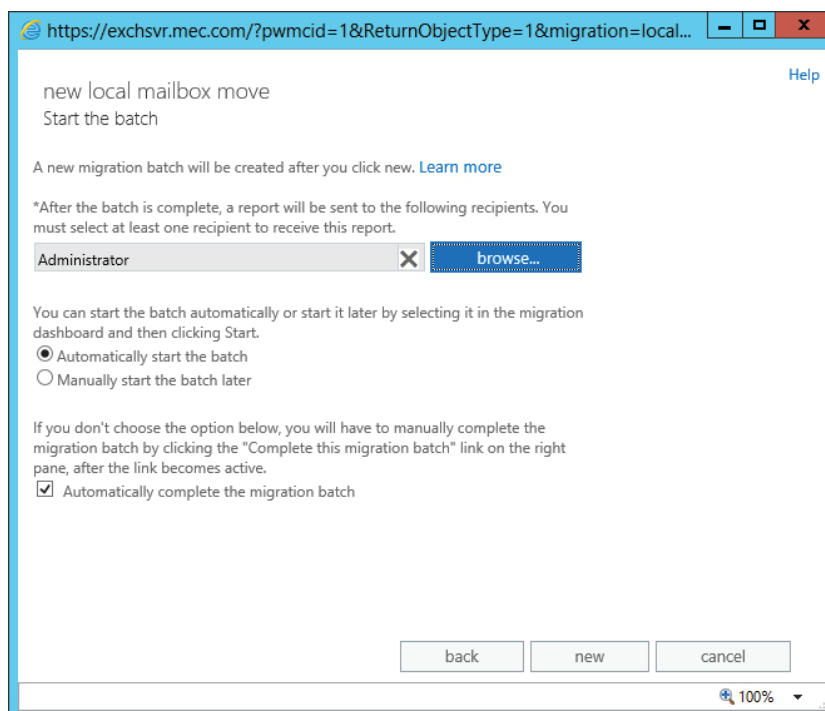 https://exchsvr.mec.com/?pwmcid=1&ReturnObjectType=1&migration=local...
Help
new local mailbox move
Start the batch
A new migration batch will be created after you click new. Learn more
*After the batch is complete, a report will be sent to the following recipients. You
must select at least one recipient to receive this report.
Administrator
browse...
You can start the batch automatically or start it later by selecting it in the migration
dashboard and then clicking Start.
Automatically start the batch
Manually start the batch later
If you don't choose the option below, you will have to manually complete the
migration batch by clicking the "Complete this migration batch" link on the right
pane, after the link becomes active.
Automatically complete the migration batch
back
new
cancel
100%